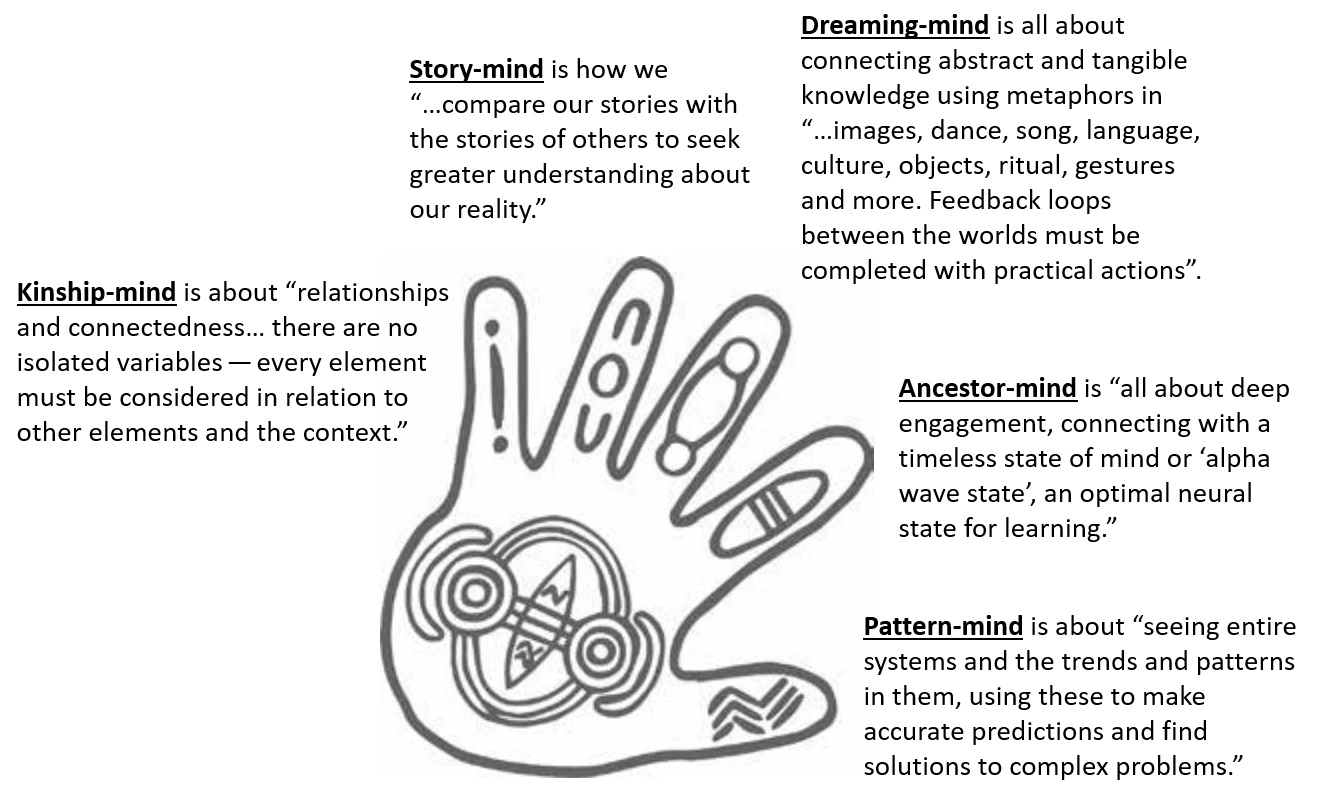 Dreaming-mind is all about
connecting abstract and tangible
knowledge using metaphors in
“…images, dance, song, language,
culture, objects, ritual, gestures
and more. Feedback loops
between the worlds must be
completed with practical actions”.
Story-mind is how we
“…compare our stories with
the stories of others to seek
greater understanding about
our reality.”
Kinship-mind is about “relationships
and connectedness… there are no
isolated variables — every element
must be considered in relation to
other elements and the context.”
Ancestor-mind is “all about deep
engagement, connecting with a
timeless state of mind or ‘alpha
wave state’, an optimal neural
state for learning.”
Pattern-mind is about “seeing entire
systems and the trends and patterns
in them, using these to make
accurate predictions and find
solutions to complex problems.”